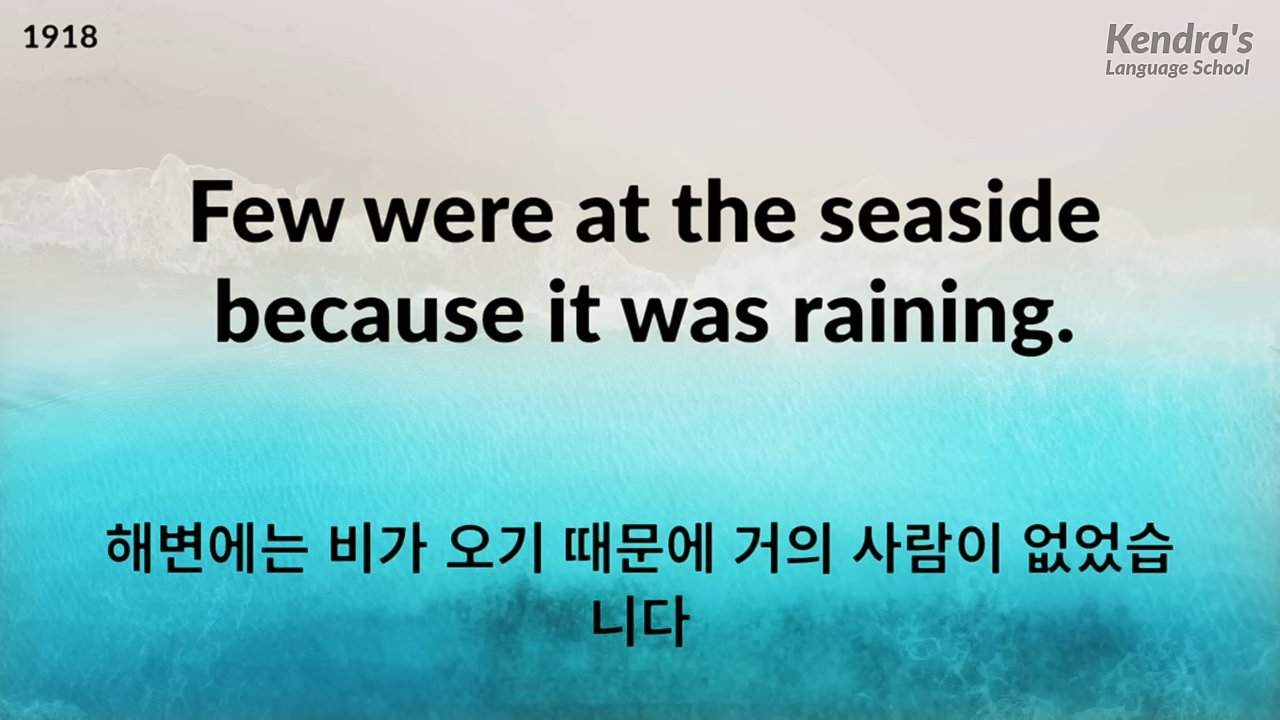 1918
Kendra's
Language School
Few were at the seaside
because it was raining.
해변에는 비가 오기 때문에 거의 사람이 없었습
니다